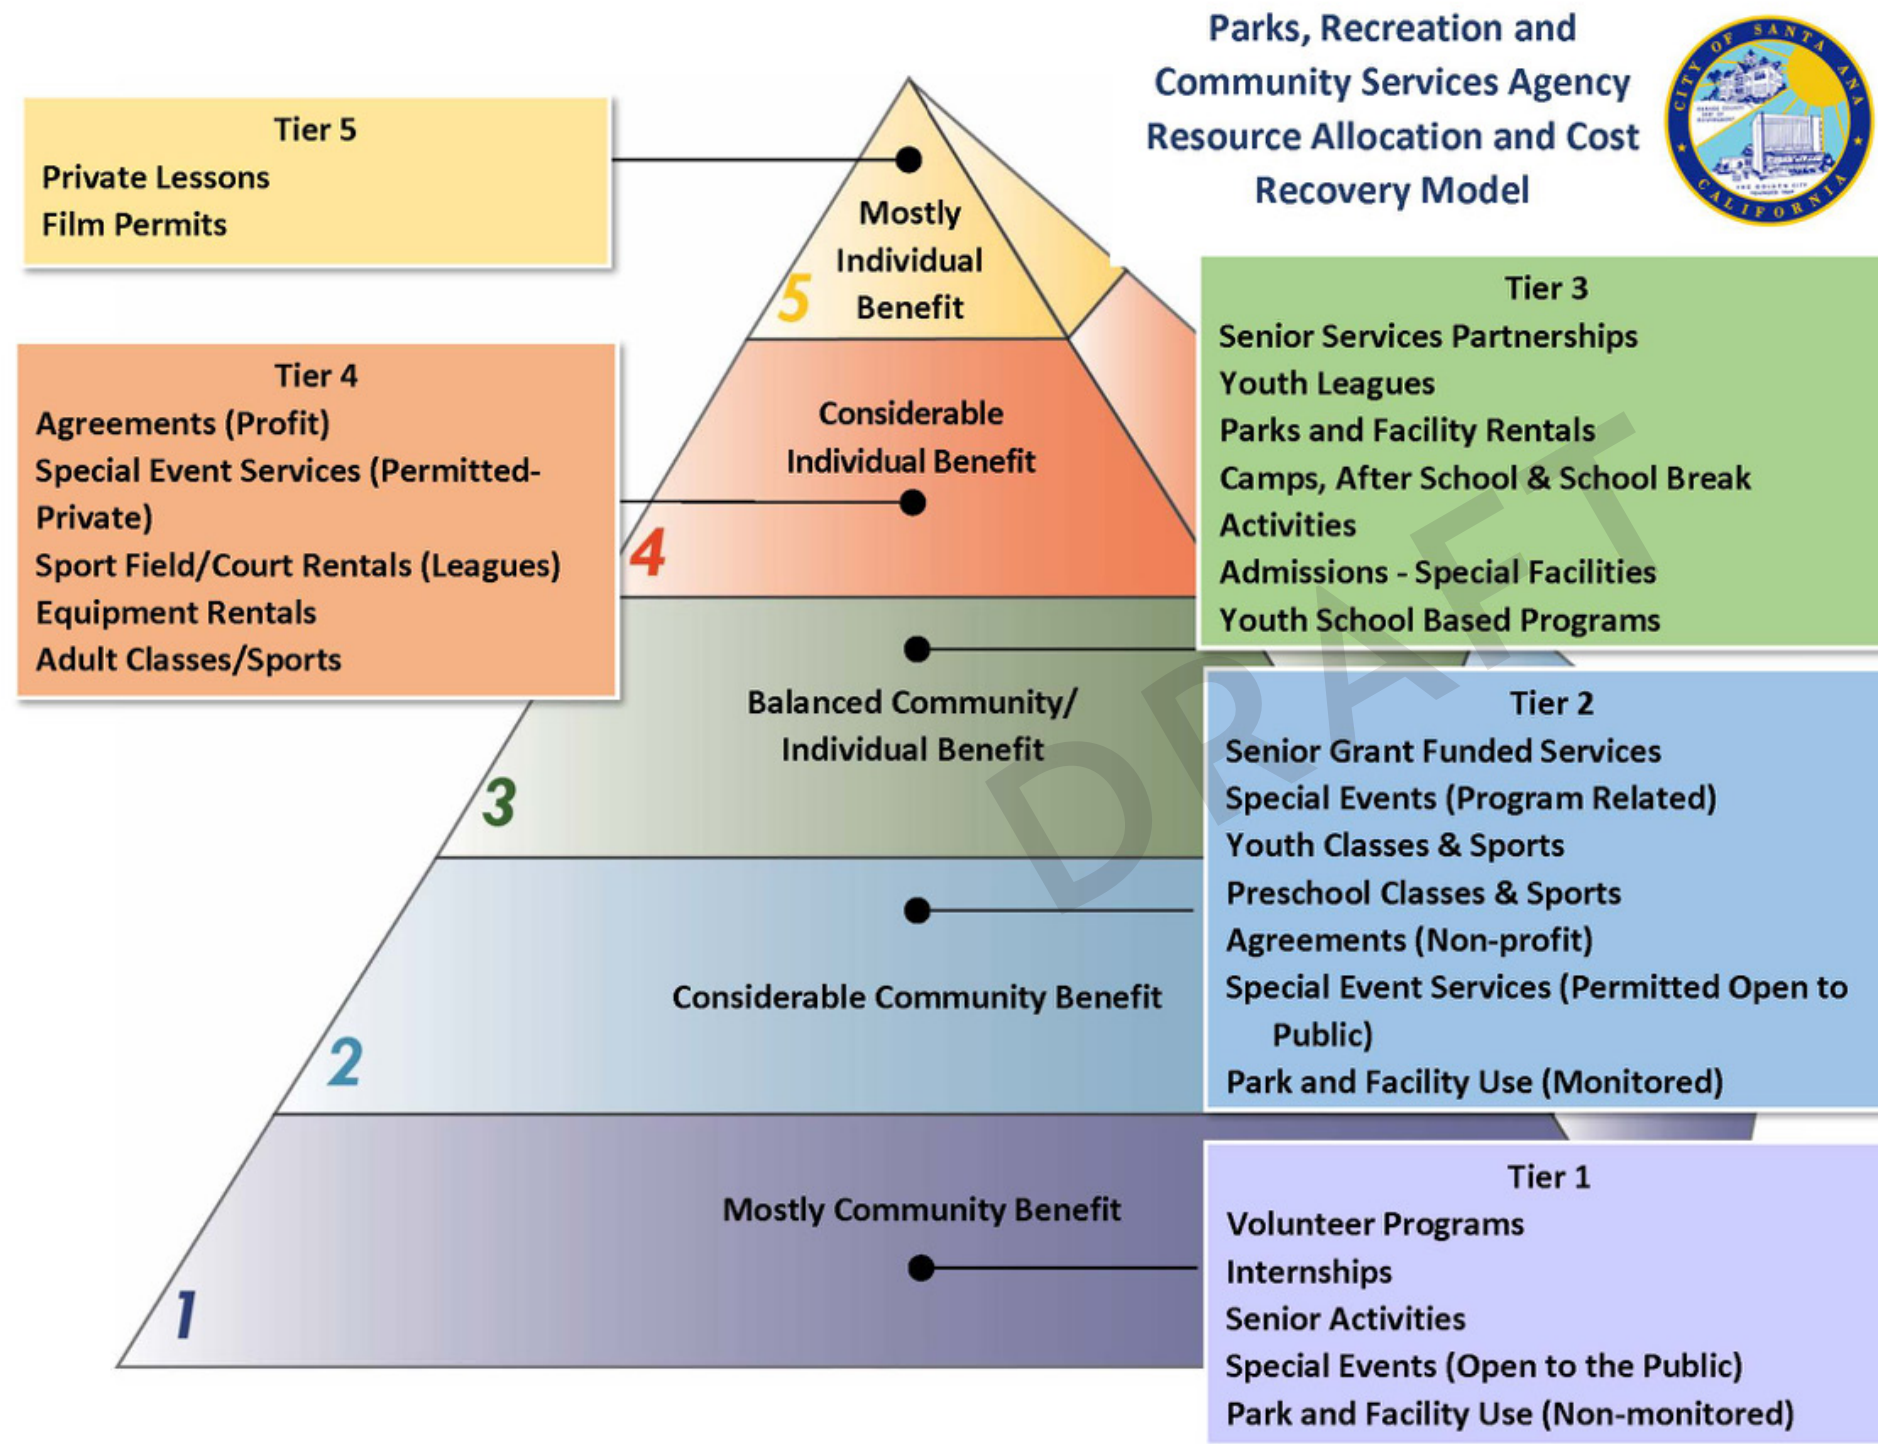 Parks, Recreation and
Community Services Agency
Resource Allocation and Cost
Recovery Model
CITY OF SANTA ANA
CALIFORNIA
Tier 5
Private Lessons
Film Permits
Mostly
Individual
Benefit
5
Tier 4
Agreements (Profit)
Special Event Services (Permitted-
Private)
Sport Field/Court Rentals (Leagues)
Equipment Rentals
Adult Classes/Sports
Considerable
Individual Benefit
4
Tier 3
Senior Services Partnerships
Youth Leagues
Parks and Facility Rentals
Camps, After School & School Break
Activities
Admissions - Special Facilities
Youth School Based Programs
Balanced Community/
Individual Benefit
3
Tier 2
Senior Grant Funded Services
Special Events (Program Related)
Youth Classes & Sports
Preschool Classes & Sports
Agreements (Non-profit)
Special Event Services (Permitted Open to
Public)
Park and Facility Use (Monitored)
Considerable Community Benefit
2
Tier 1
Volunteer Programs
Internships
Senior Activities
Special Events (Open to the Public)
Park and Facility Use (Non-monitored)
Mostly Community Benefit
1
DRAFT